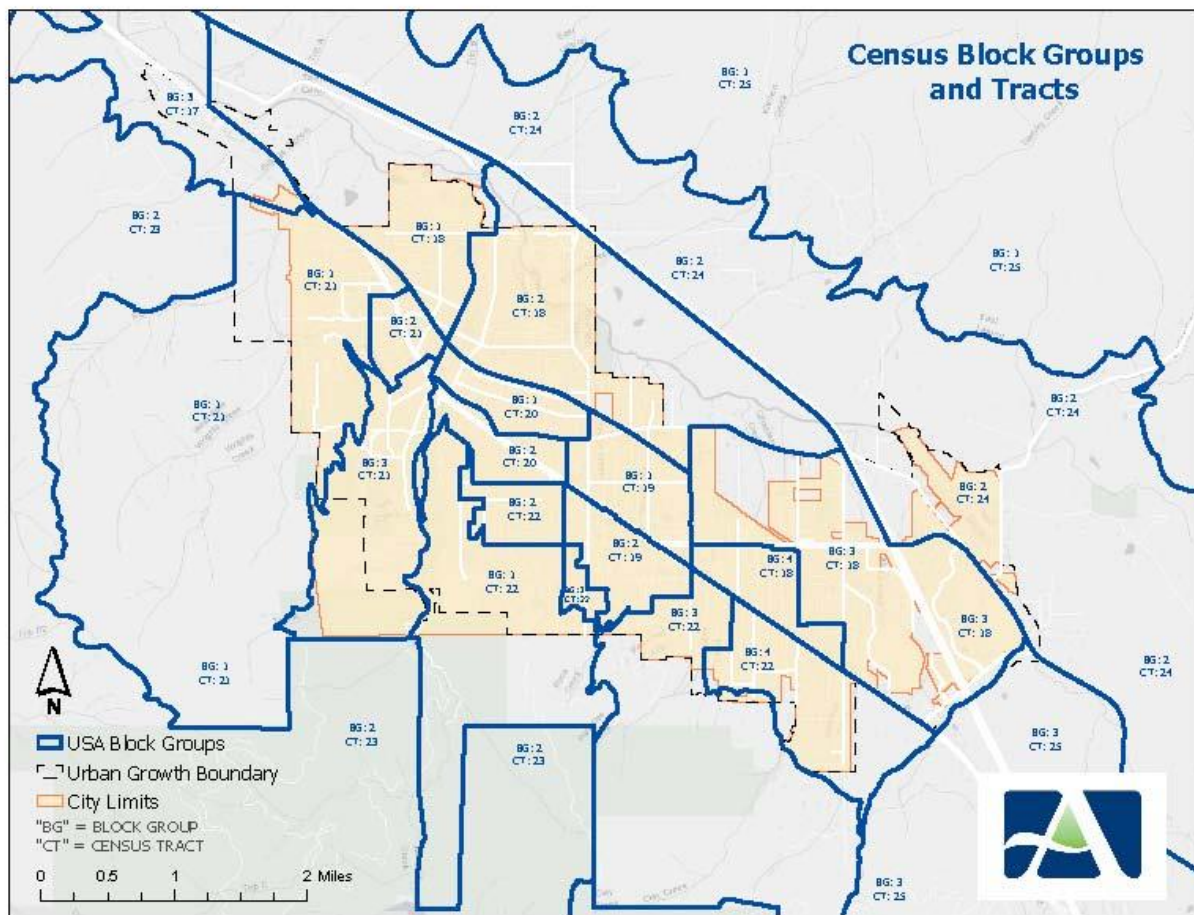 Census Block Groups
and Tracts
BG: 1
CT: 25
BG: 3
CT: 17
BG: 2
CT: 24
BG: 2
CT: 23
BG: 1
CT: 18
BG: 1
CT: 21
BG: 2
CT: 24
BG: 1
CT: 25
BG: 2
CT: 18
BG: 2
CT: 21
BG: 1
CT: 20
BG: 1
CT: 21
BG: 2
CT: 24
BG: 2
CT: 20
BG: 3
CT: 21
BG: 1
CT: 19
BG: 2
CT: 24
BG: 2
CT: 22
BG: 2
CT: 19
BG: 4
CT: 18
BG: 3
CT: 18
BG: 1
CT: 22
BG: 3
CT: 22
BG: 3
CT: 18
BG: 4
CT: 22
BG: 1
CT: 21
BG: 2
CT: 24
BG: 2
CT: 23
BG: 2
CT: 23
BG: 3
CT: 25
BG: 3
CT: 25
N
USA Block Groups
Urban Growth Boundary
City Limits
"BG" = BLOCK GROUP
"CT" = CENSUS TRACT
0 0.5 1 2 Miles